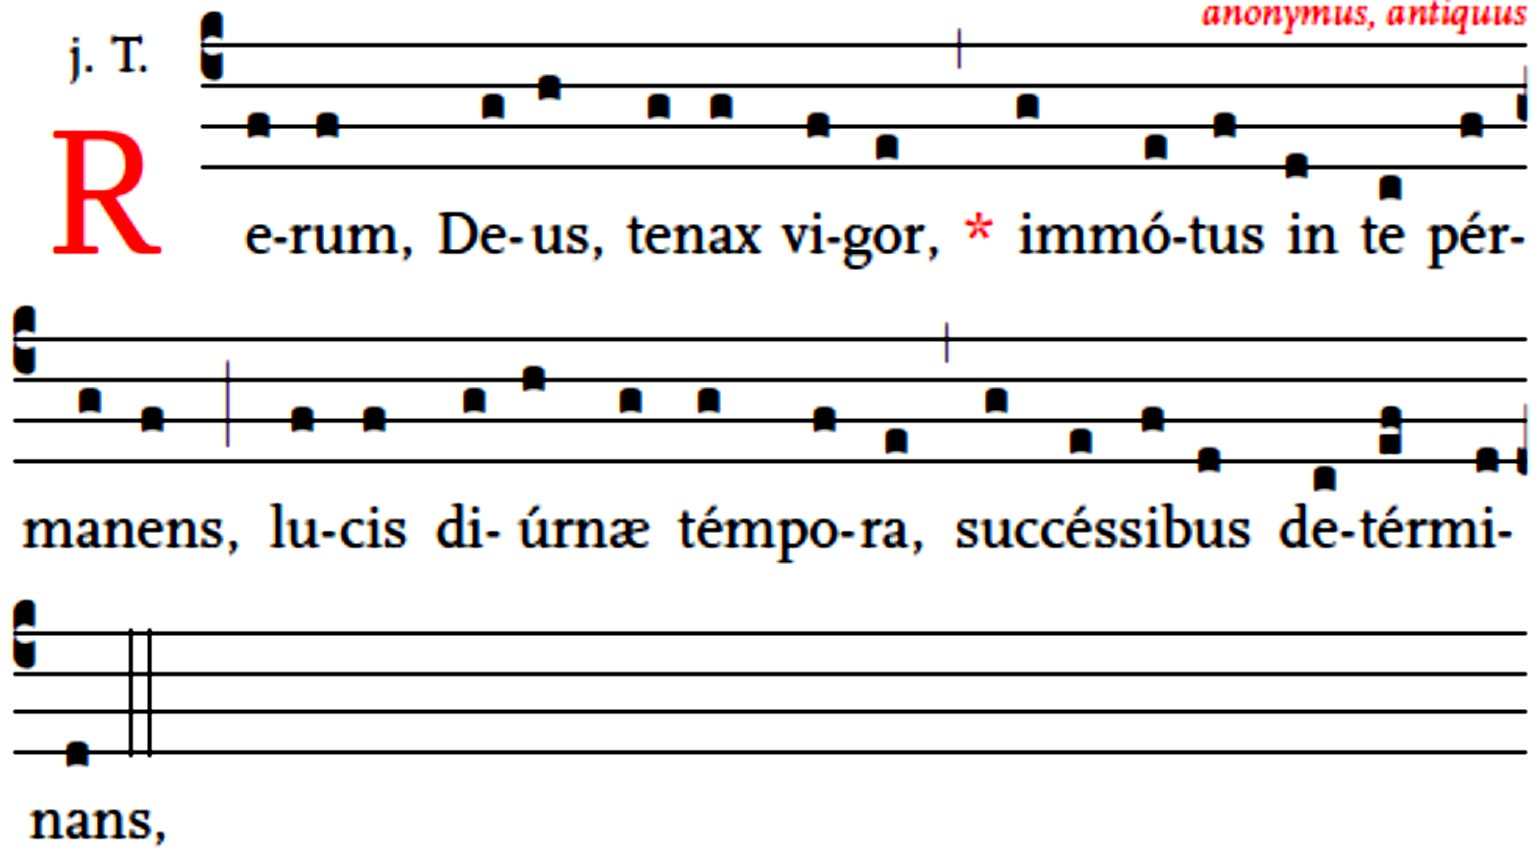 anonymus, antiquus
j. T.
Re-rum, De-us, tenax vi-gor, * immó-tus in te pér-
manens, lu-cis di-úrnæ témpo-ra, succéssibus de-térmi-
nans,